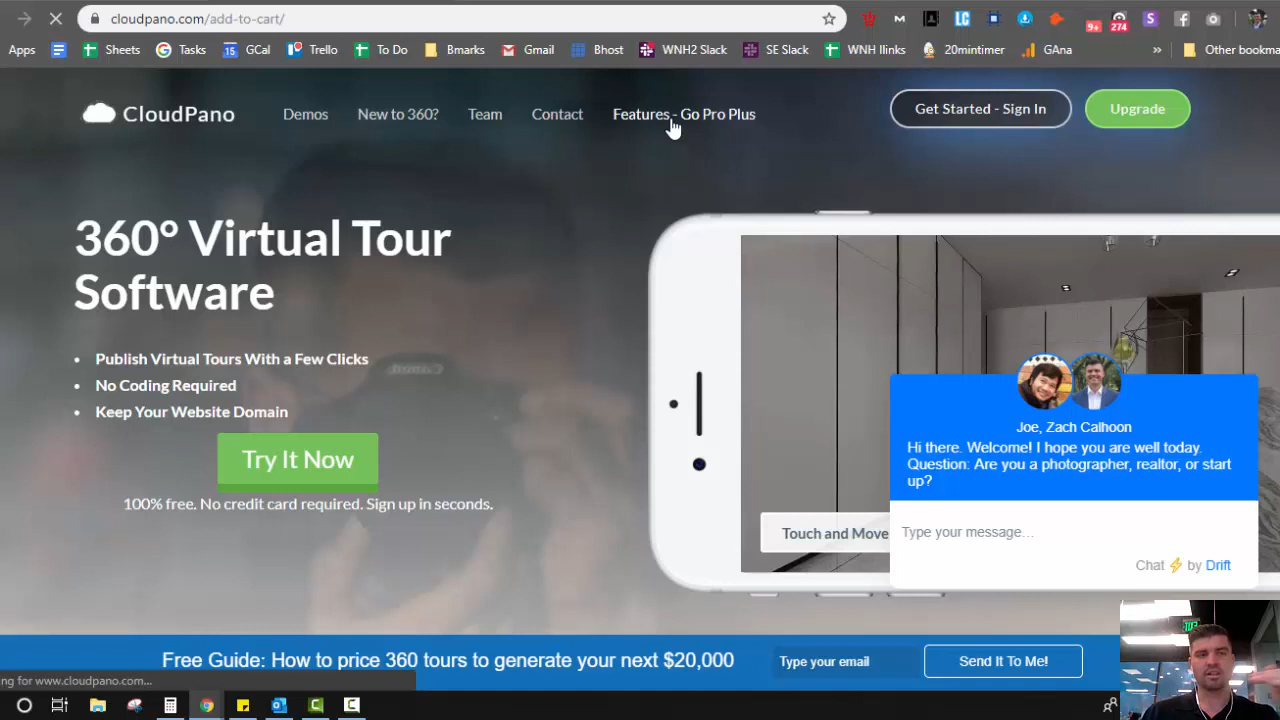 cloudpano.com/add-to-cart/
9+ 274
Apps Sheets Tasks GCal Trello To Do Bmarks Gmail Bhost WNH2 Slack SE Slack WNH llinks 20mintimer GAna » Other bookma
CloudPano Demos New to 360? Team Contact Features - Go Pro Plus Get Started - Sign In Upgrade
360° Virtual Tour
Software
• Publish Virtual Tours With a Few Clicks
• No Coding Required
• Keep Your Website Domain
Try It Now
100% free. No credit card required. Sign up in seconds.
Touch and Move
Joe, Zach Calhoon
Hi there. Welcome! I hope you are well today.
Question: Are you a photographer, realtor, or start
up?
Type your message...
Chat ⚡ by Drift
Free Guide: How to price 360 tours to generate your next $20,000 Type your email Send It To Me!
ng for www.cloudpano.com...